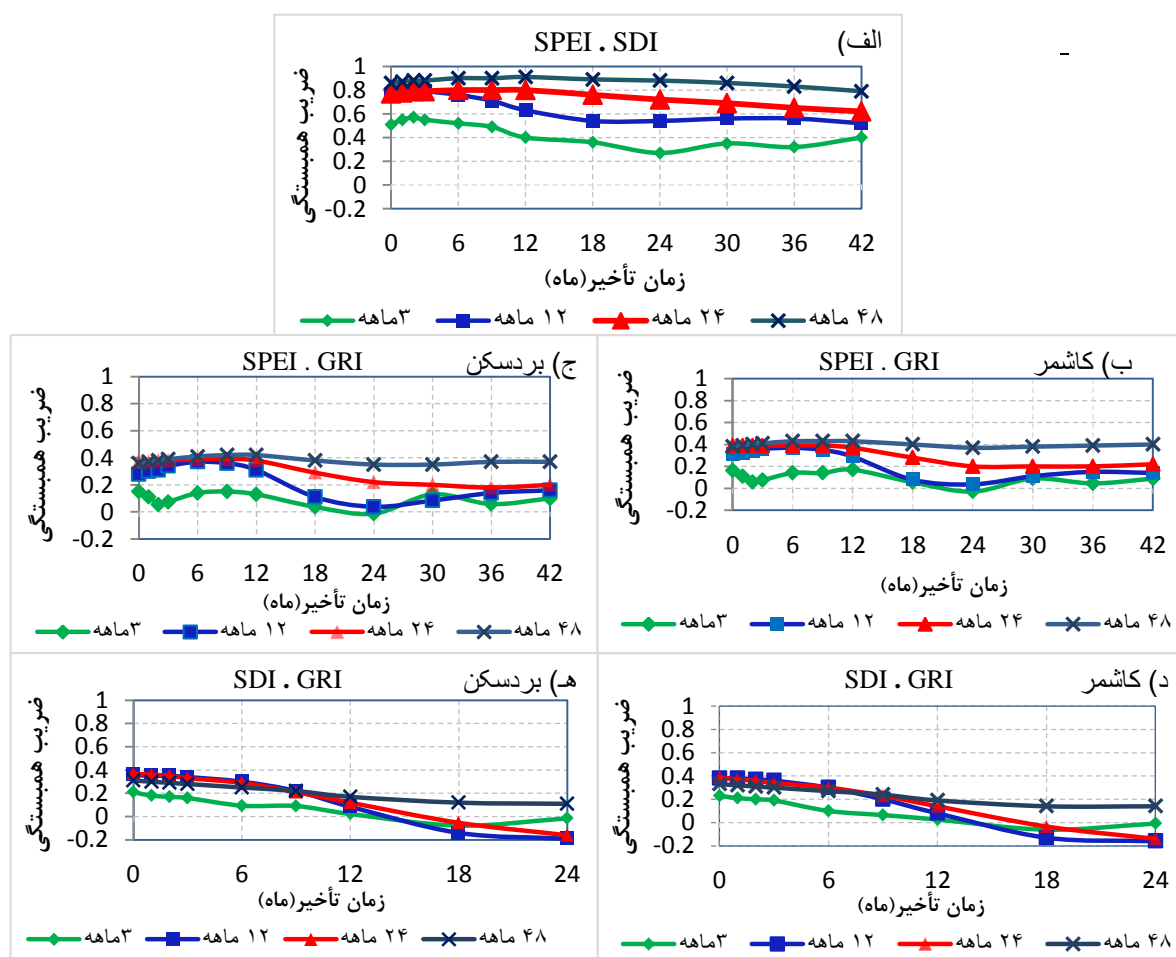 الف) SPEI . SDI
ضریب همبستگی
1
0.8
0.6
0.4
0.2
0
-0.2
0 6 12 18 24 30 36 42
زمان تأخیر(ماه)
۳ماهه ۱۲ ماهه ۲۴ ماهه ۴۸ ماهه
ب) کاشمر SPEI . GRI
ضریب همبستگی
1
0.8
0.6
0.4
0.2
0
-0.2
0 6 12 18 24 30 36 42
زمان تأخیر(ماه)
۳ماهه ۱۲ ماهه ۲۴ ماهه ۴۸ ماهه
ج) بردسکن SPEI . GRI
ضریب همبستگی
1
0.8
0.6
0.4
0.2
0
-0.2
0 6 12 18 24 30 36 42
زمان تأخیر(ماه)
۳ماهه ۱۲ ماهه ۲۴ ماهه ۴۸ ماهه
د) کاشمر SDI . GRI
ضریب همبستگی
1
0.8
0.6
0.4
0.2
0
-0.2
0 6 12 18 24
زمان تأخیر(ماه)
۳ماهه ۱۲ ماهه ۲۴ ماهه ۴۸ ماهه
هـ) بردسکن SDI . GRI
ضریب همبستگی
1
0.8
0.6
0.4
0.2
0
-0.2
0 6 12 18 24
زمان تأخیر(ماه)
۳ماهه ۱۲ ماهه ۲۴ ماهه ۴۸ ماهه